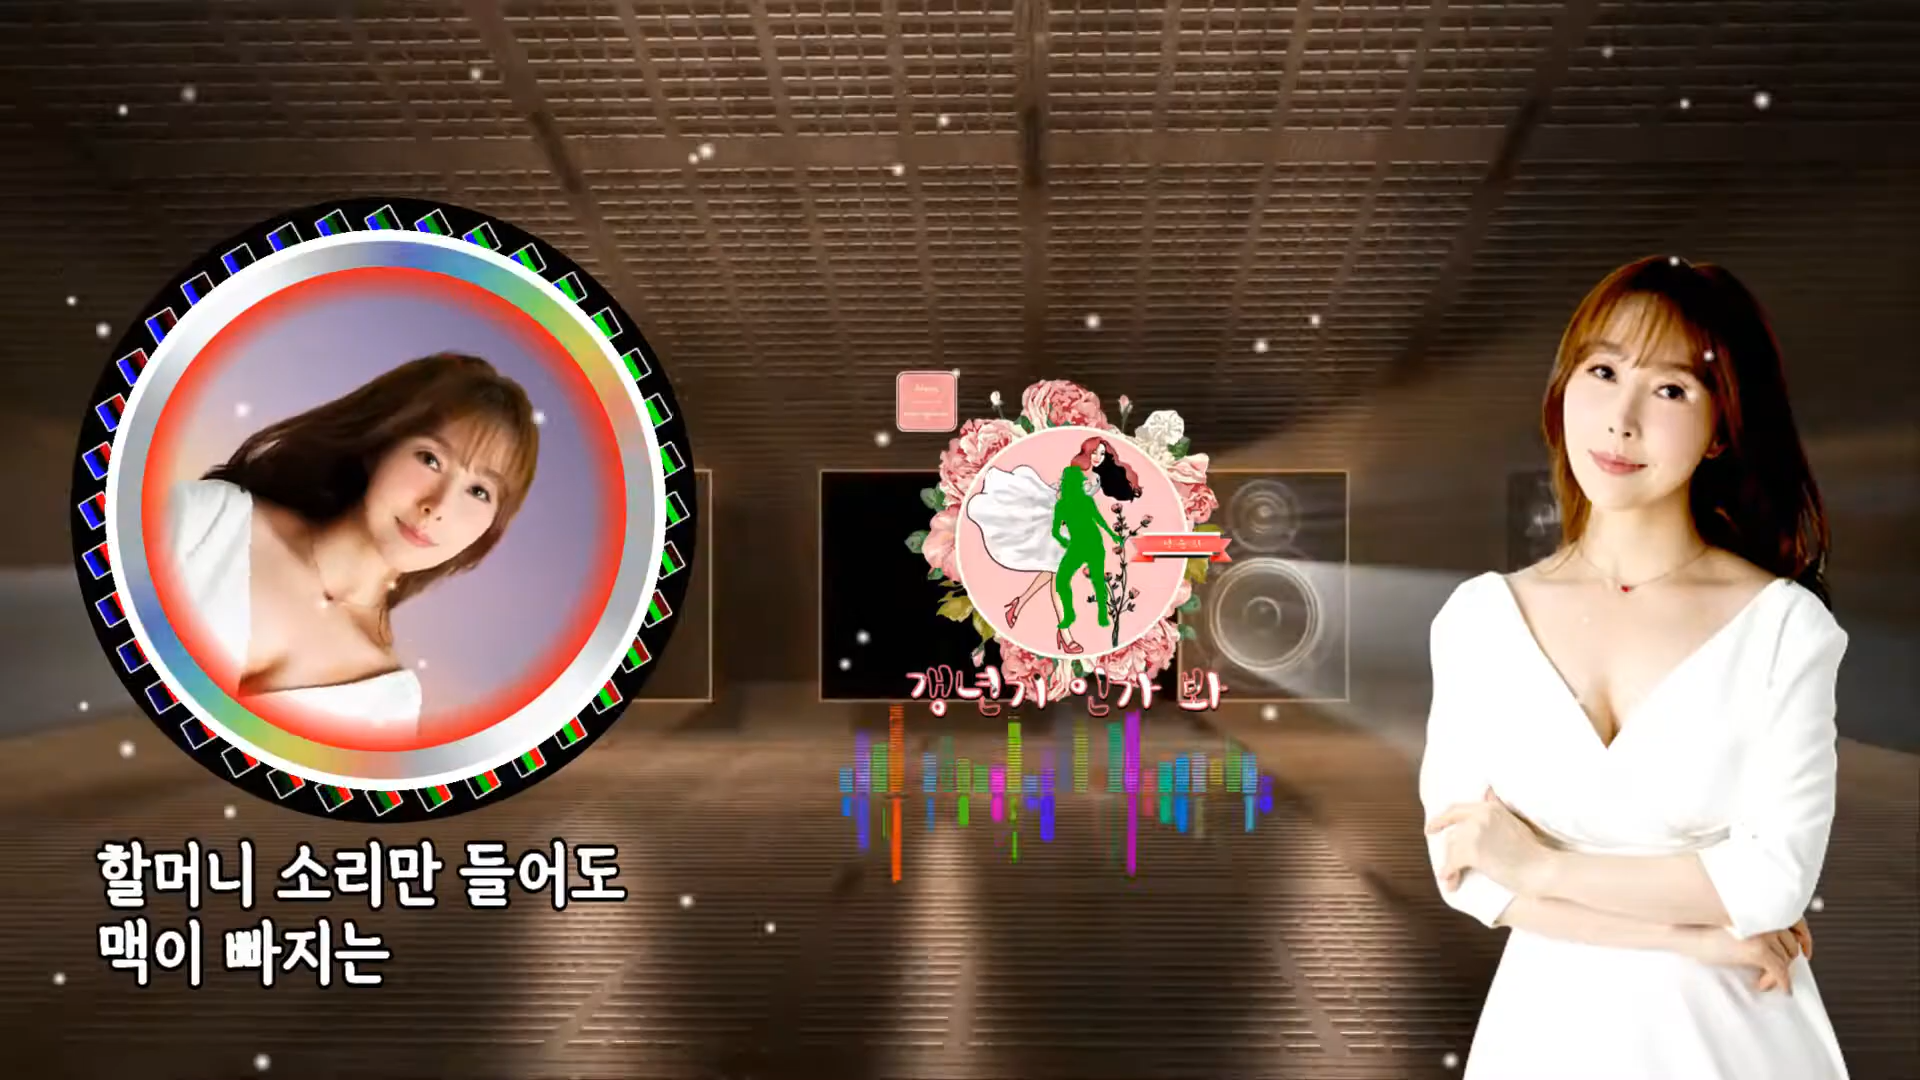 갱년기 인가 봐
할머니 소리만 들어도
맥이 빠지는